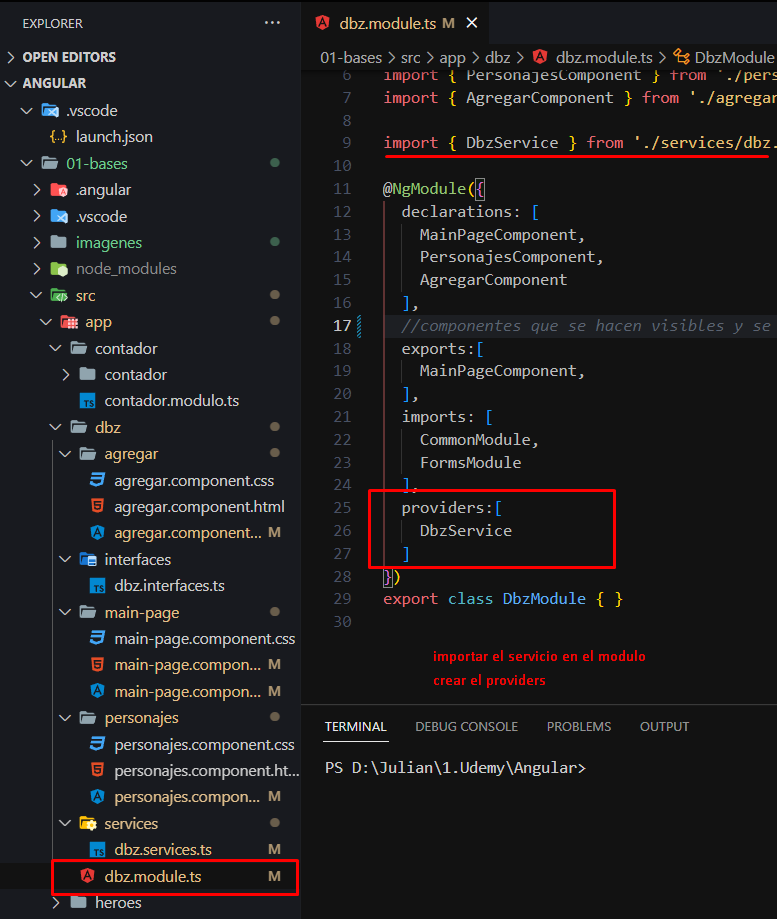 EXPLORER
OPEN EDITORS
ANGULAR
.vscode
launch.json
01-bases
.angular
.vscode
imagenes
node_modules
src
app
contador
contador
contador.modulo.ts
dbz
agregar
agregar.component.css
agregar.component.html
agregar.component... M
interfaces
dbz.interfaces.ts
main-page
main-page.component.css
main-page.compon... M
main-page.compon... M
personajes
personajes.component.css
personajes.component.ht...
personajes.compon... M
services
dbz.services.ts M
dbz.module.ts M
heroes
dbz.module.ts M
01-bases > src > app > dbz > dbz.module.ts > DbzModule
6 import { PersonajesComponent } from './pers
7 import { AgregarComponent } from './agregar
8
9 import { DbzService } from './services/dbz.
10
11 @NgModule({
12 declarations: [
13 MainPageComponent,
14 PersonajesComponent,
15 AgregarComponent
16 ],
17 //componentes que se hacen visibles y se
18 exports:[
19 MainPageComponent,
20 ],
21 imports: [
22 CommonModule,
23 FormsModule
24 ],
25 providers:[
26 DbzService
27 ]
28 })
29 export class DbzModule { }
30
importar el servicio en el modulo
crear el providers
TERMINAL DEBUG CONSOLE PROBLEMS OUTPUT
PS D:\Julian\1.Udemy\Angular>